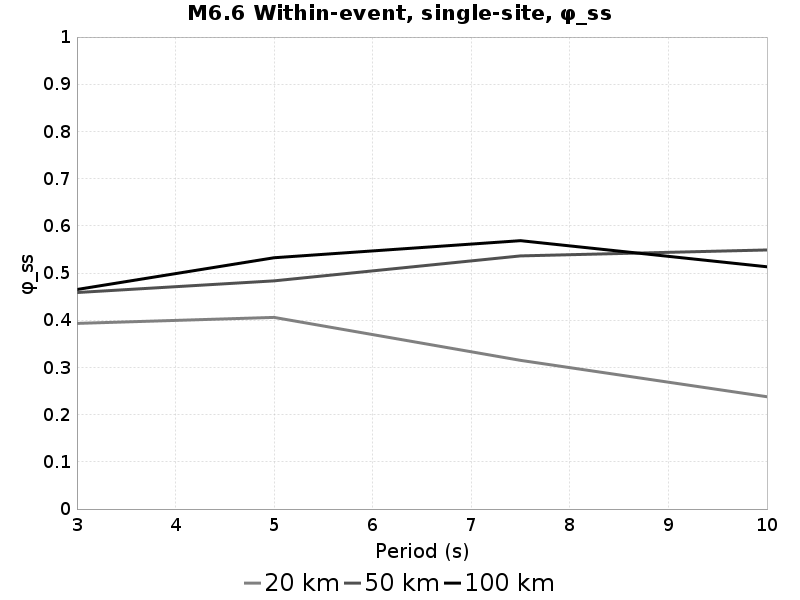 M6.6 Within-event, single-site, φ_ss
1
0.9
0.8
0.7
0.6
0.5
0.4
0.3
0.2
0.1
0
φ_ss
3 4 5 6 7 8 9 10
Period (s)
20 km 50 km 100 km